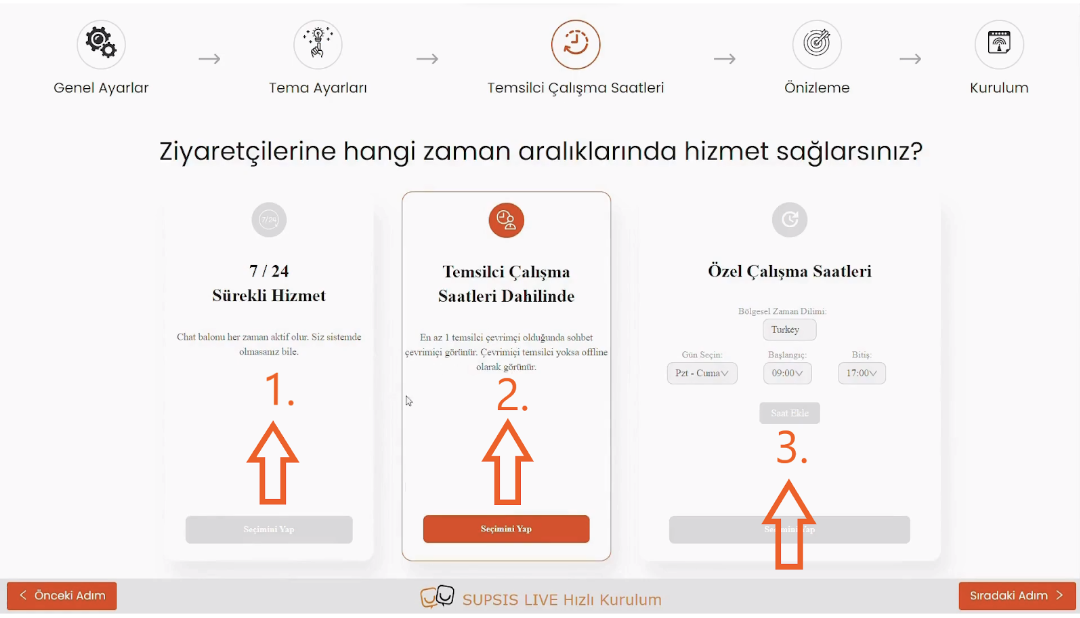 Genel Ayarlar
Tema Ayarları
Temsilci Çalışma Saatleri
Önizleme
Kurulum
Ziyaretçilerine hangi zaman aralıklarında hizmet sağlarsınız?
7/24
7 / 24
Sürekli Hizmet
Chat balonu her zaman aktif olur. Siz sistemde
olmasanız bile.
1.
Seçimini Yap
Temsilci Çalışma
Saatleri Dahilinde
En az 1 temsilci çevrimiçi olduğunda sohbet
çevrimiçi görünür. Çevrimiçi temsilci yoksa offline
olarak görünür.
2.
Seçimini Yap
Özel Çalışma Saatleri
Bölgesel Zaman Dilimi:
Turkey
Gün Seçin: Başlangıç: Bitiş:
Pzt - Cuma 09:00 17:00
Saat Ekle
3.
Seçimini Yap
Önceki Adım
SUPSIS LIVE Hızlı Kurulum
Sıradaki Adım